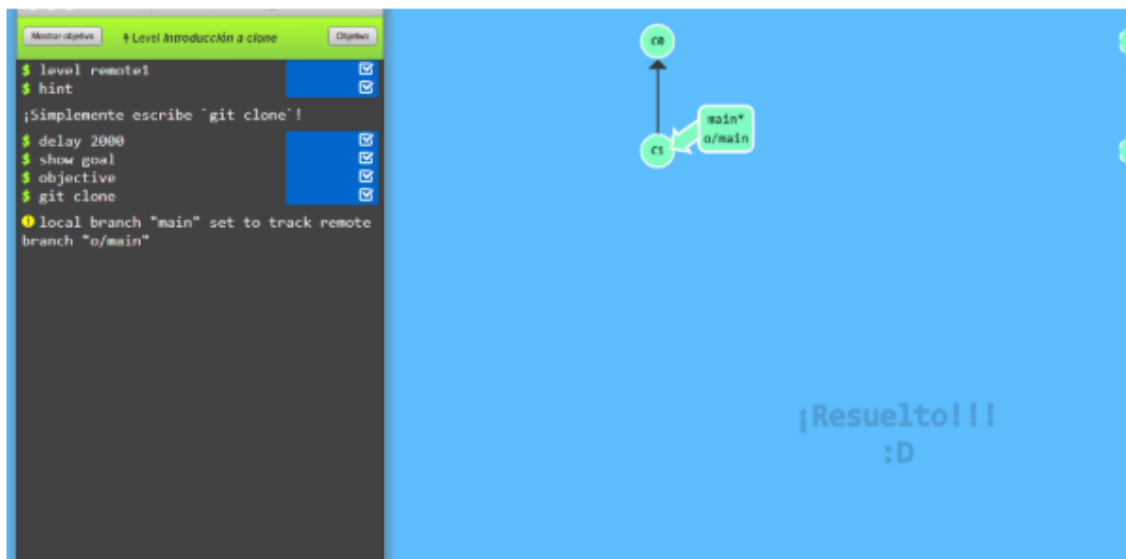 Mostrar objetivo
Level Introducción a clone
Objetivo
$ level remote1
$ hint
¡Simplemente escribe `git clone`!
$ delay 2000
$ show goal
$ objective
$ git clone
local branch "main" set to track remote
branch "o/main"
C0
main*
o/main
C1
¡Resuelto!!!
:D